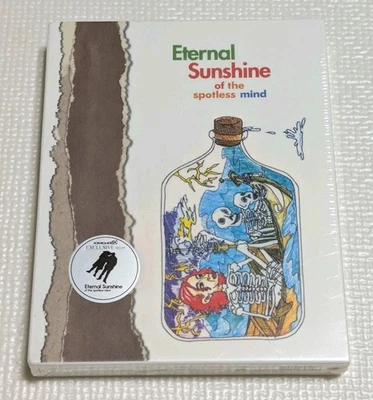 Eternal
Sunshine
of the
spotless mind
EXCLUSIVE
Eternal Sunshine
of the spotless mind